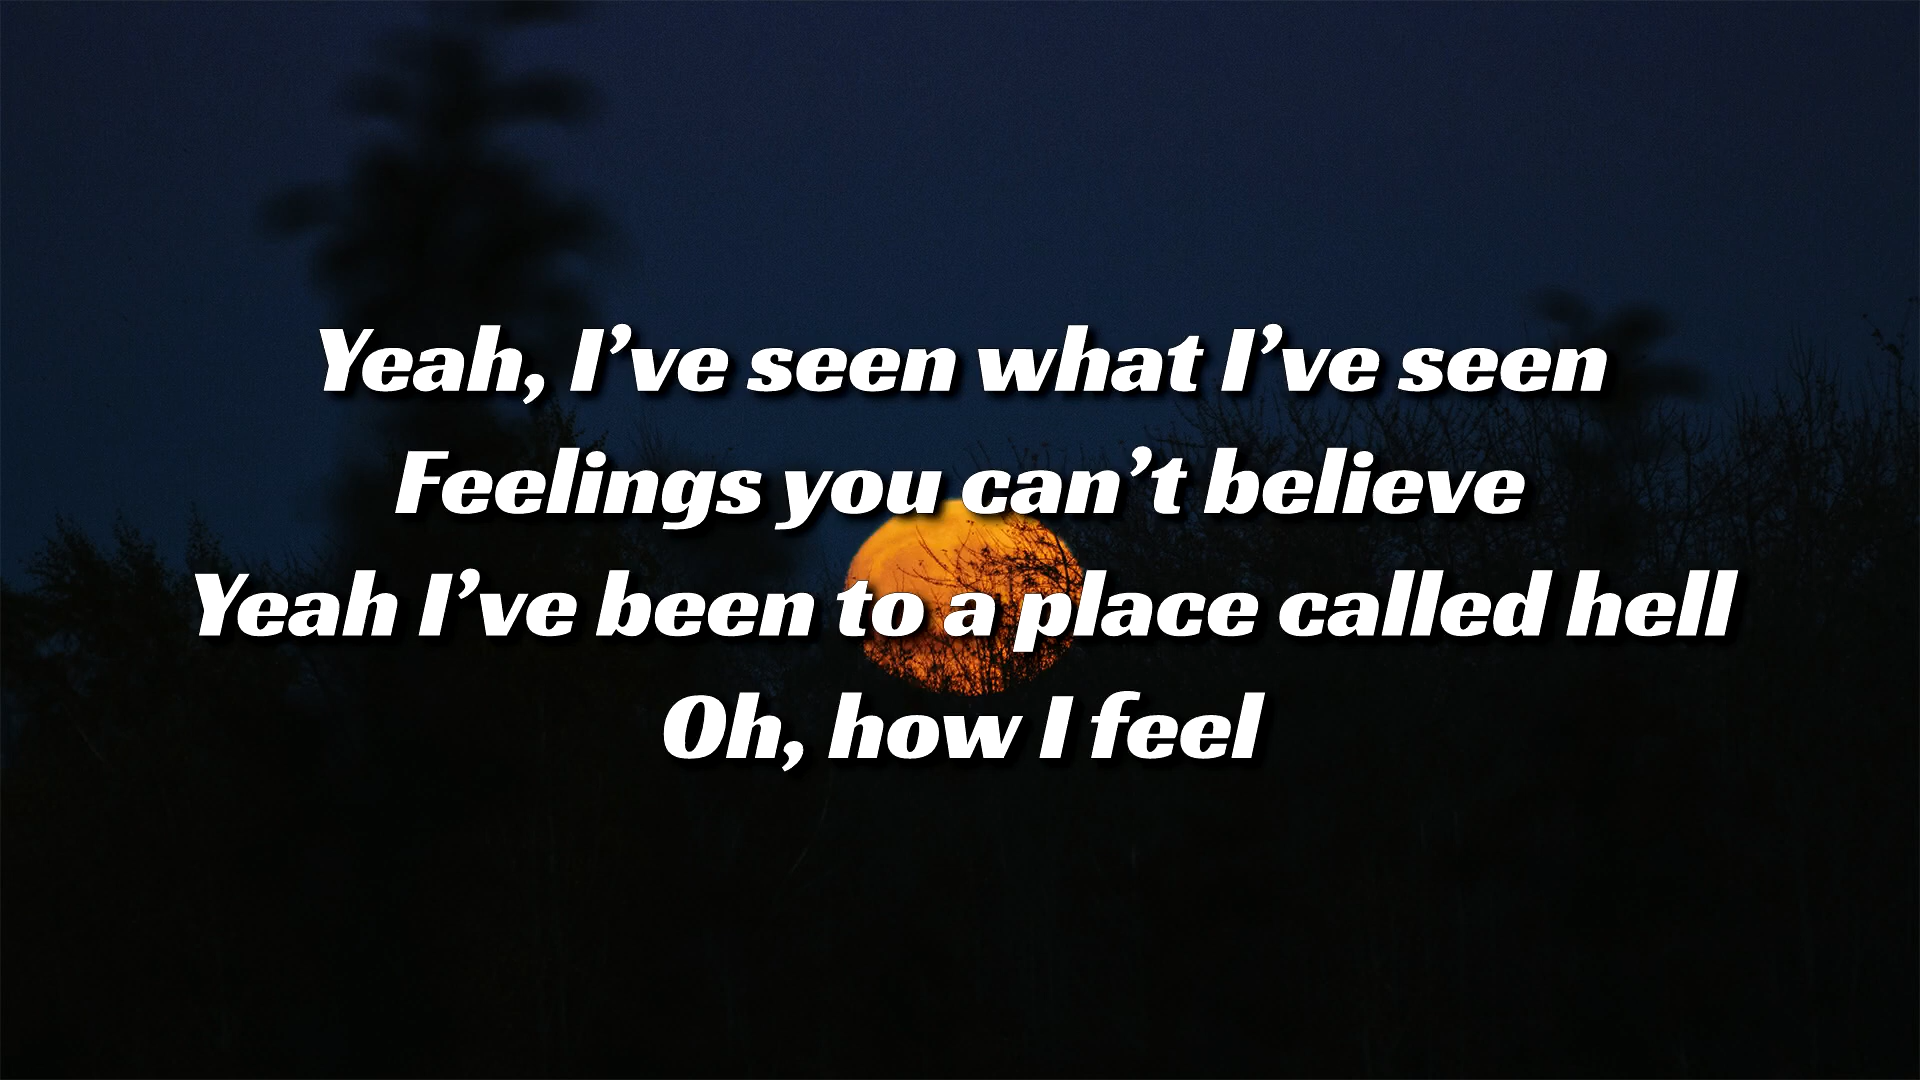 Yeah, I’ve seen what I’ve seen
Feelings you can’t believe
Yeah I’ve been to a place called hell
Oh, how I feel